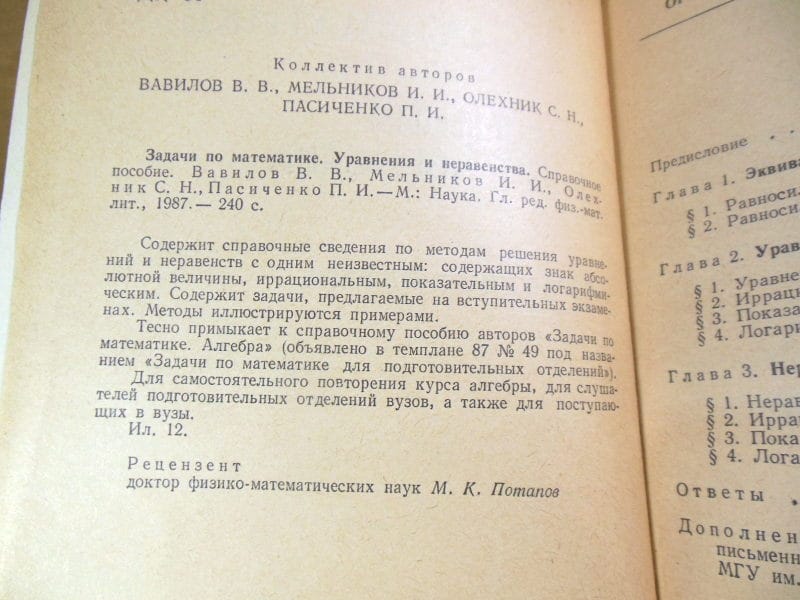 Коллектив авторов
ВАВИЛОВ В. В., МЕЛЬНИКОВ И. И., ОЛЕХНИК С. Н.,
ПАСИЧЕНКО П. И.
Задачи по математике. Уравнения и неравенства. Справочное
пособие. Вавилов В. В., Мельников И. И., Олех-
ник С. Н., Пасиченко П. И.— М.: Наука. Гл. ред. физ.-мат.
лит., 1987.— 240 с.
Содержит справочные сведения по методам решения уравне-
ний и неравенств с одним неизвестным: содержащих знак абсо-
лютной величины, иррациональным, показательным и логарифми-
ческим. Содержит задачи, предлагаемые на вступительных экзаме-
нах. Методы иллюстрируются примерами.
Тесно примыкает к справочному пособию авторов «Задачи по
математике. Алгебра» (объявлено в темплане 87 № 49 под назва-
нием «Задачи по математике для подготовительных отделений»).
Для самостоятельного повторения курса алгебры, для слуша-
телей подготовительных отделений вузов, а также для поступаю-
щих в вузы.
Ил. 12.
Рецензент
доктор физико-математических наук М. К. Потапов
Предисловие . .
Глава 1. Эквива
§ 1. Равноси
§ 2. Равноси
Глава 2. Урав
§ 1. Уравне
§ 2. Иррац
§ 3. Показа
§ 4. Логари
Глава 3. Нер
§ 1. Нерав
§ 2. Ирра
§ 3. Пока
§ 4. Лога
Ответы .
Дополнен
письменн
МГУ им.